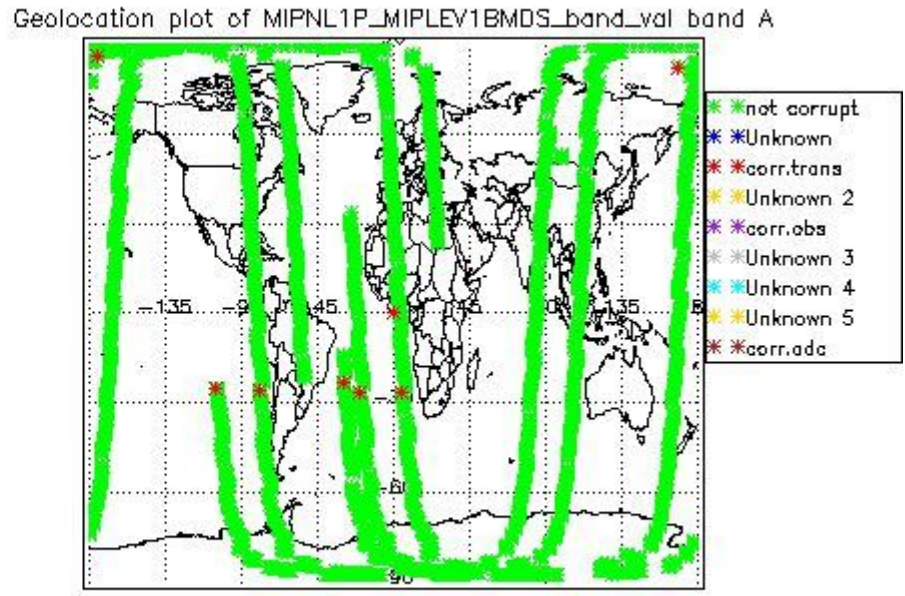 Geolocation plot of MIPNL1P_MIPLEV1BMDS_band_val band A
not corrupt
Unknown
corr.trans
Unknown 2
corr.obs
Unknown 3
Unknown 4
Unknown 5
corr.adc
-135
45
135
-60
90